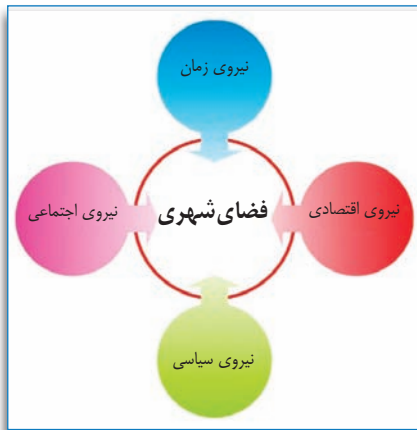 نیروی زمان
نیروی اقتصادی
فضای‌شهری
نیروی اجتماعی
نیروی سیاسی